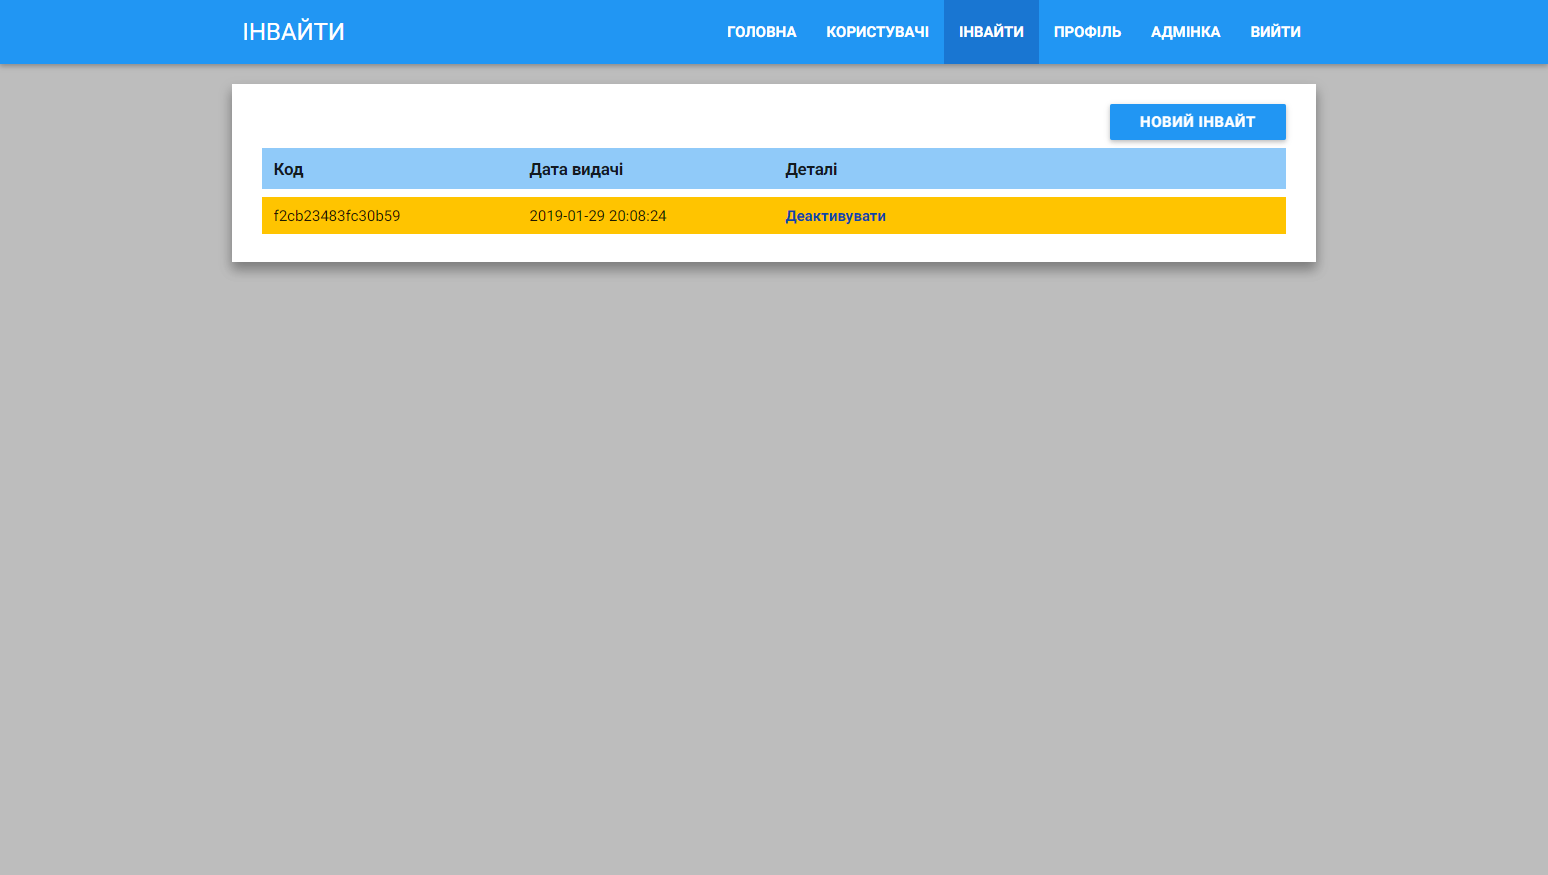 ІНВАЙТИ ГОЛОВНА КОРИСТУВАЧІ ІНВАЙТИ ПРОФІЛЬ АДМІНКА ВИЙТИ
НОВИЙ ІНВАЙТ
Код Дата видачі Деталі
f2cb23483fc30b59 2019-01-29 20:08:24 Деактивувати